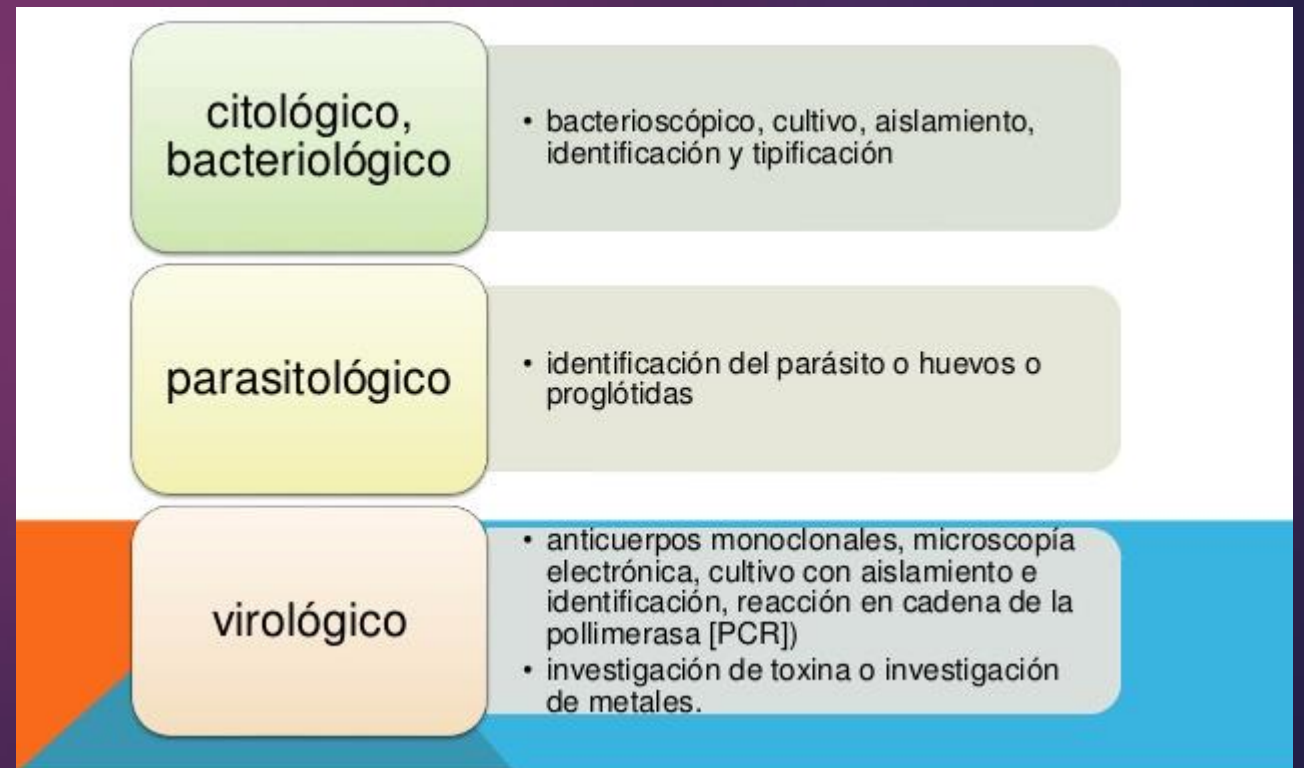 citológico,
bacteriológico
• bacterioscópico, cultivo, aislamiento,
identificación y tipificación
parasitológico
• identificación del parásito o huevos o
proglótidas
virológico
• anticuerpos monoclonales, microscopía
electrónica, cultivo con aislamiento e
identificación, reacción en cadena de la
pollimerasa [PCR])
• investigación de toxina o investigación
de metales.